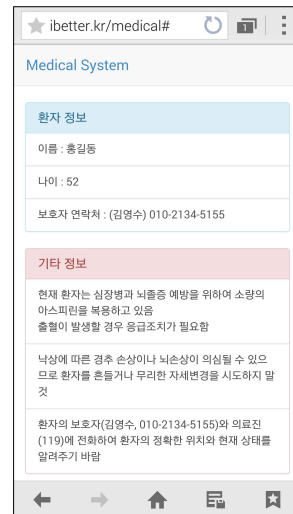 ibetter.kr/medical#
1
Medical System
환자 정보
이름 : 홍길동
나이 : 52
보호자 연락처 : (김영수) 010-2134-5155
기타 정보
현재 환자는 심장병과 뇌졸증 예방을 위하여 소량의
아스피린을 복용하고 있음
출혈이 발생할 경우 응급조치가 필요함
낙상에 따른 경추 손상이나 뇌손상이 의심될 수 있으
므로 환자를 흔들거나 무리한 자세변경을 시도하지 말
것
환자의 보호자(김영수, 010-2134-5155)와 의료진
(119)에 전화하여 환자의 정확한 위치와 현재 상태를
알려주기 바람